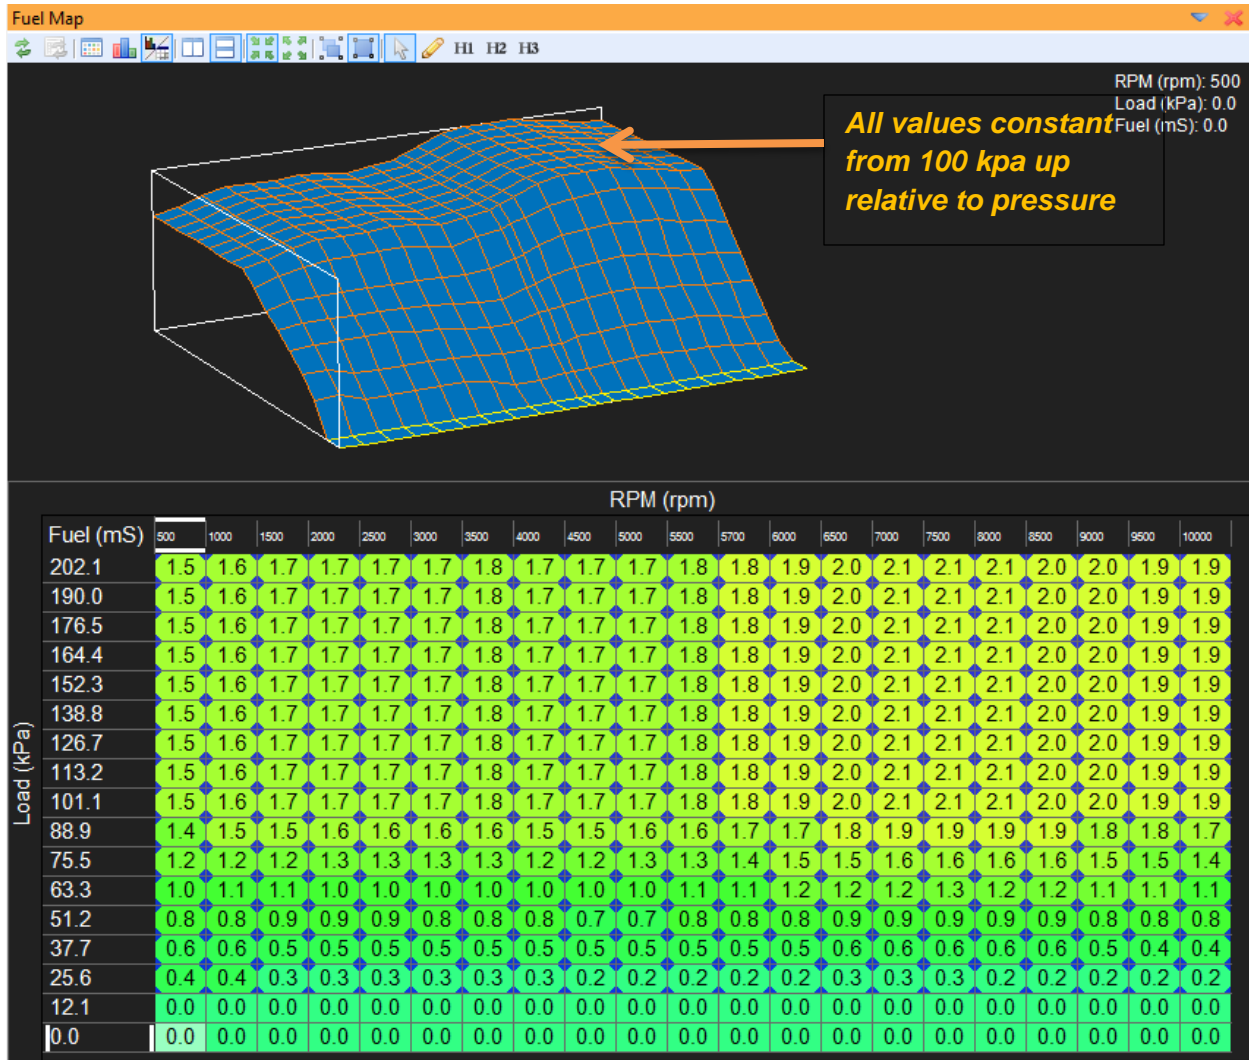 Fuel Map
H1 H2 H3
RPM (rpm): 500
Load (kPa): 0.0
Fuel (mS): 0.0
All values constant
from 100 kpa up
relative to pressure
RPM (rpm)
Fuel (mS) 500 1000 1500 2000 2500 3000 3500 4000 4500 5000 5500 5700 6000 6500 7000 7500 8000 8500 9000 9500 10000
202.1 1.5 1.6 1.7 1.7 1.7 1.7 1.8 1.7 1.7 1.7 1.8 1.8 1.9 2.0 2.1 2.1 2.1 2.0 2.0 1.9 1.9
190.0 1.5 1.6 1.7 1.7 1.7 1.7 1.8 1.7 1.7 1.7 1.8 1.8 1.9 2.0 2.1 2.1 2.1 2.0 2.0 1.9 1.9
176.5 1.5 1.6 1.7 1.7 1.7 1.7 1.8 1.7 1.7 1.7 1.8 1.8 1.9 2.0 2.1 2.1 2.1 2.0 2.0 1.9 1.9
164.4 1.5 1.6 1.7 1.7 1.7 1.7 1.8 1.7 1.7 1.7 1.8 1.8 1.9 2.0 2.1 2.1 2.1 2.0 2.0 1.9 1.9
152.3 1.5 1.6 1.7 1.7 1.7 1.7 1.8 1.7 1.7 1.7 1.8 1.8 1.9 2.0 2.1 2.1 2.1 2.0 2.0 1.9 1.9
138.8 1.5 1.6 1.7 1.7 1.7 1.7 1.8 1.7 1.7 1.7 1.8 1.8 1.9 2.0 2.1 2.1 2.1 2.0 2.0 1.9 1.9
126.7 1.5 1.6 1.7 1.7 1.7 1.7 1.8 1.7 1.7 1.7 1.8 1.8 1.9 2.0 2.1 2.1 2.1 2.0 2.0 1.9 1.9
113.2 1.5 1.6 1.7 1.7 1.7 1.7 1.8 1.7 1.7 1.7 1.8 1.8 1.9 2.0 2.1 2.1 2.1 2.0 2.0 1.9 1.9
101.1 1.5 1.6 1.7 1.7 1.7 1.7 1.8 1.7 1.7 1.7 1.8 1.8 1.9 2.0 2.1 2.1 2.1 2.0 2.0 1.9 1.9
88.9 1.4 1.5 1.5 1.6 1.6 1.6 1.6 1.5 1.5 1.6 1.6 1.7 1.7 1.8 1.9 1.9 1.9 1.9 1.8 1.8 1.7
75.5 1.2 1.2 1.2 1.3 1.3 1.3 1.3 1.2 1.2 1.3 1.3 1.4 1.5 1.5 1.6 1.6 1.6 1.6 1.5 1.5 1.4
63.3 1.0 1.1 1.1 1.0 1.0 1.0 1.0 1.0 1.0 1.0 1.1 1.1 1.2 1.2 1.2 1.3 1.2 1.2 1.1 1.1 1.1
51.2 0.8 0.8 0.9 0.9 0.9 0.8 0.8 0.8 0.7 0.7 0.8 0.8 0.8 0.9 0.9 0.9 0.9 0.9 0.8 0.8 0.8
37.7 0.6 0.6 0.5 0.5 0.5 0.5 0.5 0.5 0.5 0.5 0.5 0.5 0.5 0.6 0.6 0.6 0.6 0.6 0.5 0.4 0.4
25.6 0.4 0.4 0.3 0.3 0.3 0.3 0.3 0.3 0.2 0.2 0.2 0.2 0.2 0.3 0.3 0.3 0.2 0.2 0.2 0.2 0.2
12.1 0.0 0.0 0.0 0.0 0.0 0.0 0.0 0.0 0.0 0.0 0.0 0.0 0.0 0.0 0.0 0.0 0.0 0.0 0.0 0.0 0.0
0.0 0.0 0.0 0.0 0.0 0.0 0.0 0.0 0.0 0.0 0.0 0.0 0.0 0.0 0.0 0.0 0.0 0.0 0.0 0.0 0.0 0.0
Load (kPa)